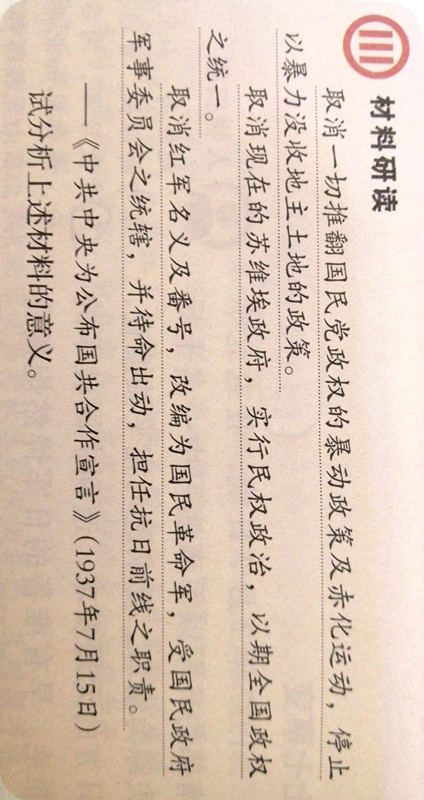 材料研读
取消一切推翻国民党政权的暴动政策及赤化运动，停止
以暴力没收地主土地的政策。
取消现在的苏维埃政府，实行民权政治，以期全国政权
之统一。
取消红军名义及番号，改编为国民革命军，受国民政府
军事委员会之统辖，并待命出动，担任抗日前线之职责。
——《中共中央为公布国共合作宣言》（1937年7月15日）
试分析上述材料的意义。